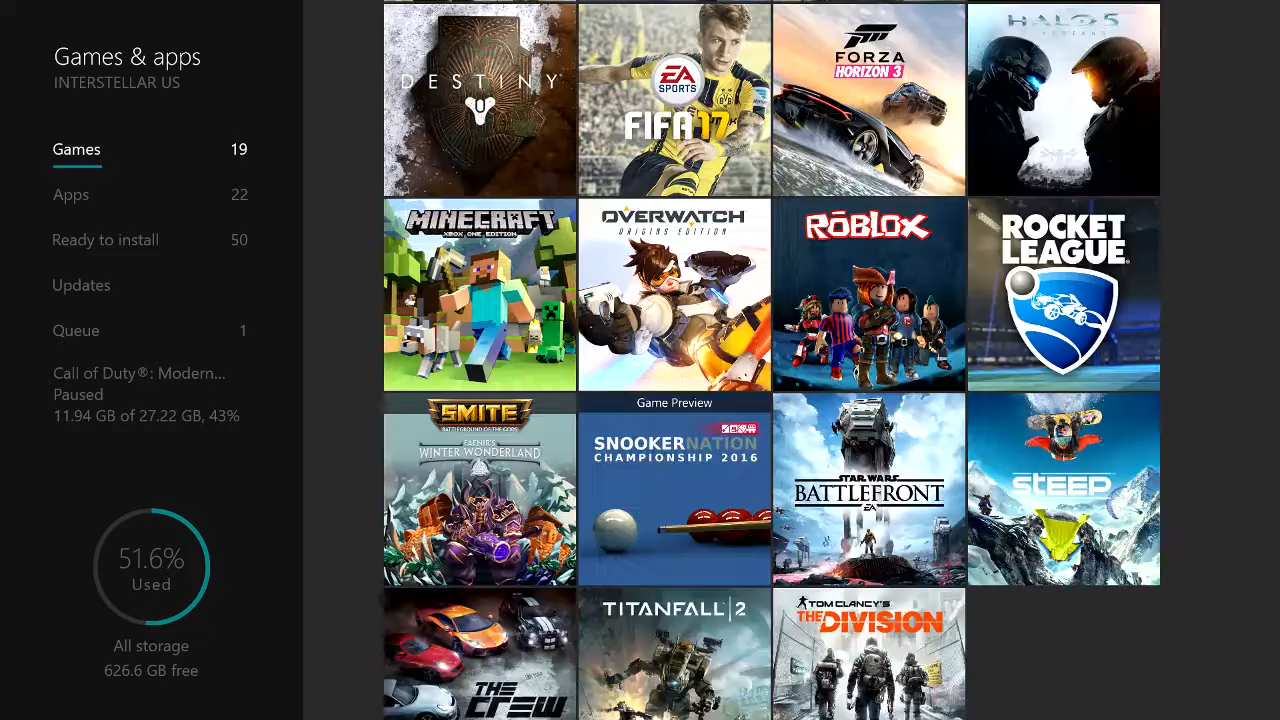 Games & apps
INTERSTELLAR US
Games 19
Apps 22
Ready to install 50
Updates
Queue 1
Call of Duty®: Modern...
Paused
11.94 GB of 27.22 GB, 43%
51.6%
Used
All storage
626.6 GB free
DESTINY
EA
SPORTS
FIFA 17
FORZA
HORIZON 3
HALO 5
GUARDIANS
MINECRAFT
XBOX ONE EDITION
OVERWATCH
ORIGINS EDITION
ROBLOX
ROCKET
LEAGUE
SMITE
BATTLEGROUND OF THE GODS
FAFNIR'S
WINTER WONDERLAND
Game Preview
SNOOKERNATION
CHAMPIONSHIP 2016
STAR WARS
BATTLEFRONT
EA
STEEP
THE
CREW
TITANFALL|2
TOM CLANCY'S
THE DIVISION